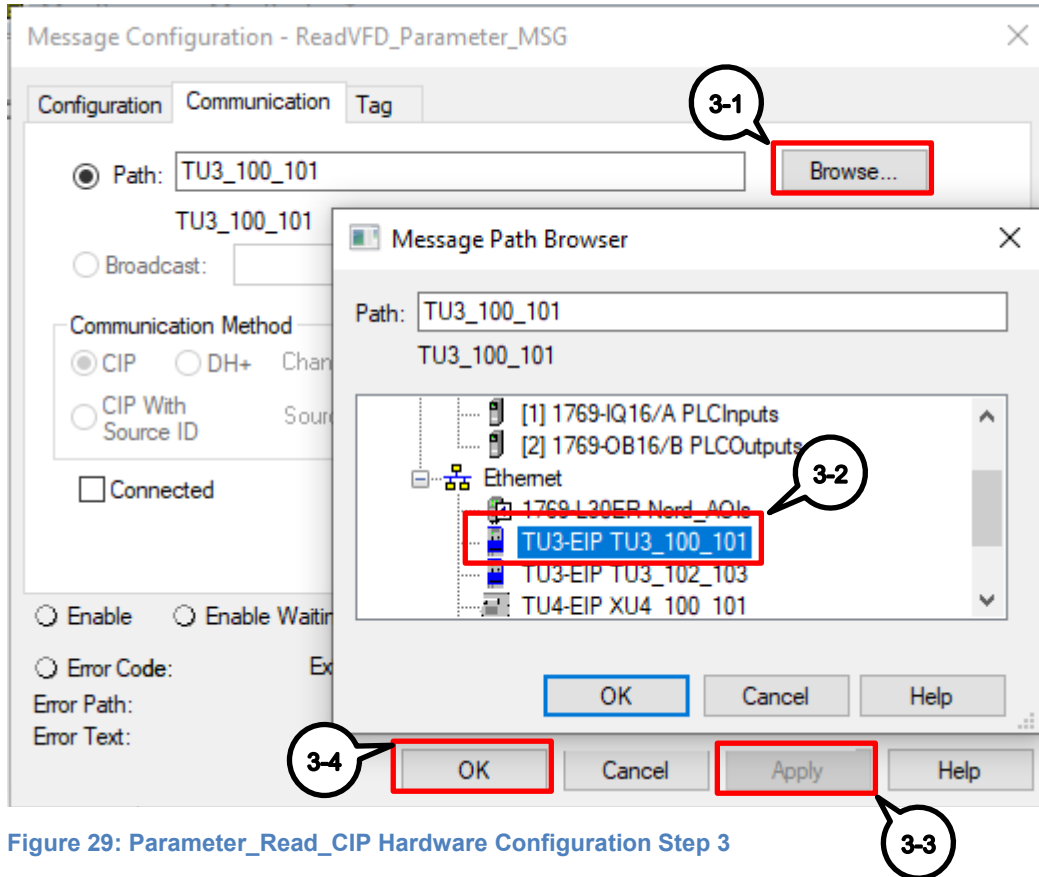 Message Configuration - ReadVFD_Parameter_MSG
Configuration Communication Tag
3-1
Path: TU3_100_101
Browse...
TU3_100_101
Broadcast:
Communication Method
CIP DH+
CIP With
Source ID
Connected
Message Path Browser
Path: TU3_100_101
TU3_100_101
[1] 1769-IQ16/A PLCInputs
[2] 1769-OB16/B PLCOutputs
Ethernet
3-2
1769-L30ER Nord_AOIs
TU3-EIP TU3_100_101
TU3-EIP TU3_102_103
TU4-EIP XU4_100_101
OK Cancel Help
Enable Enable Waitin
Error Code: Ex
Error Path:
Error Text:
3-4
OK Cancel Apply Help
3-3
Figure 29: Parameter_Read_CIP Hardware Configuration Step 3